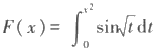 F(x) = ∫₀^{x²} sin√t dt